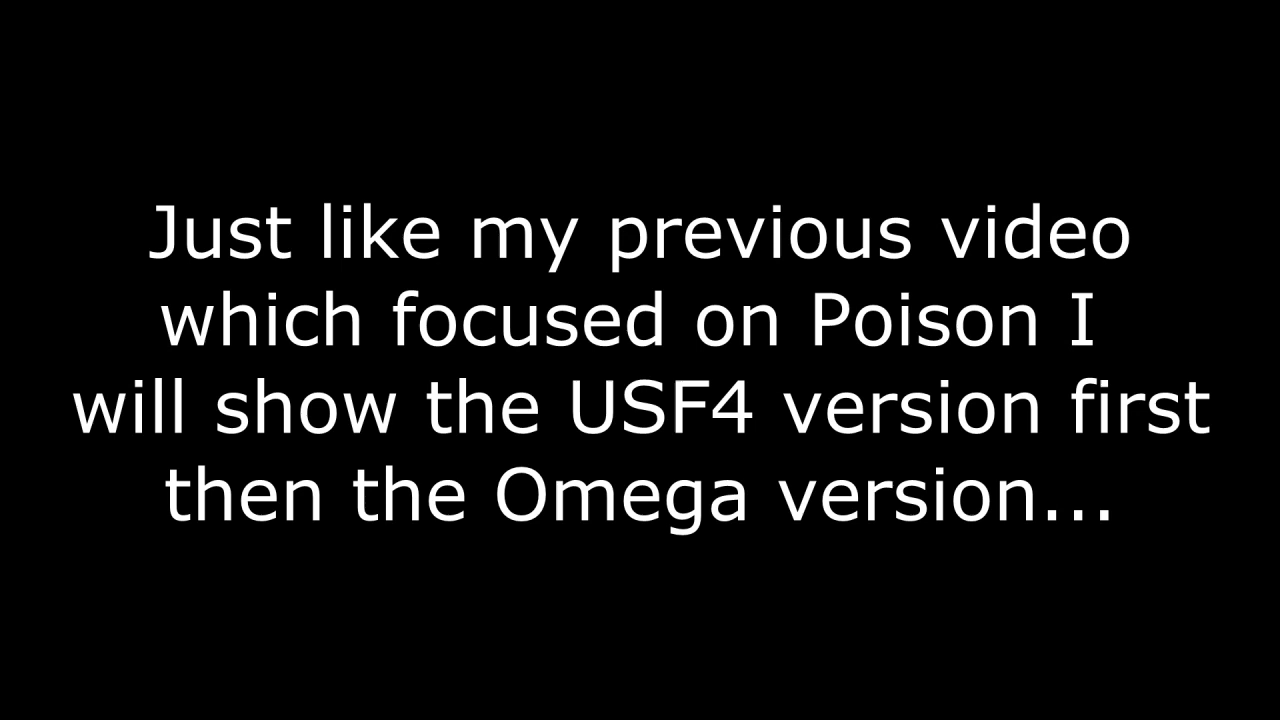 Just like my previous video
which focused on Poison I
will show the USF4 version first
then the Omega version...